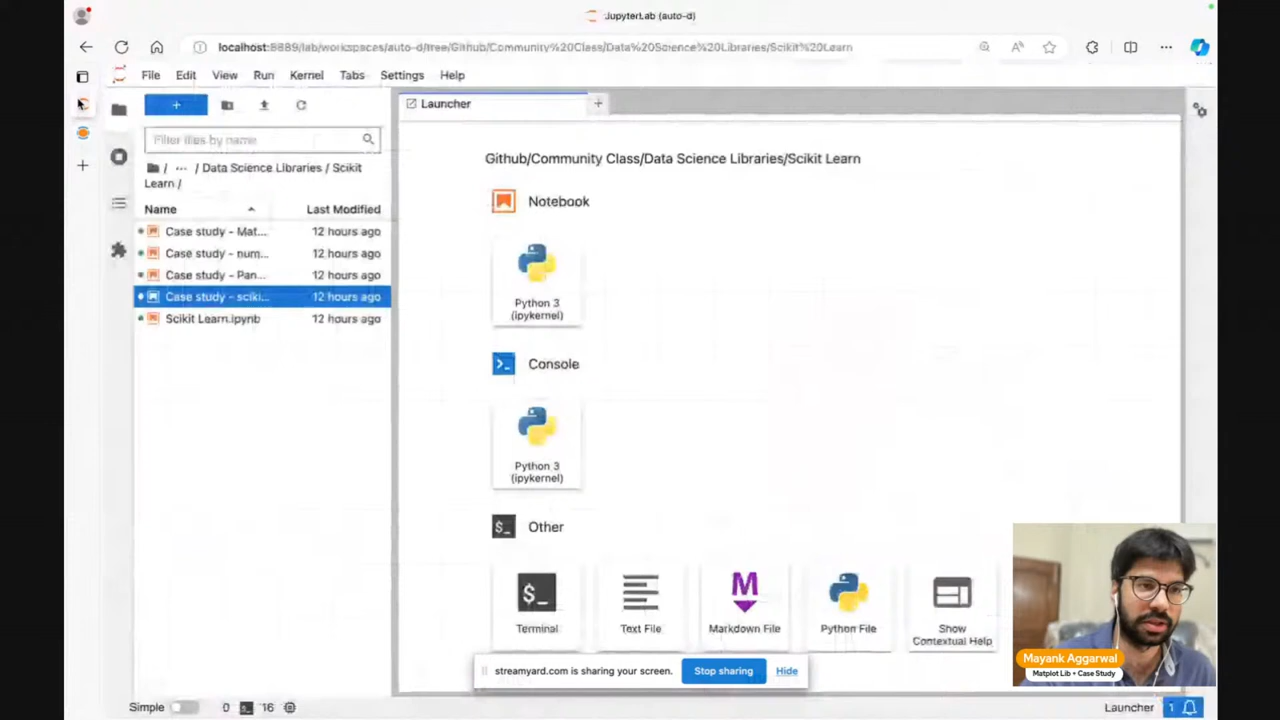 JupyterLab (auto-d)
localhost:8889/lab/workspaces/auto-d/tree/Github/Community%20Class/Data%20Science%20Libraries/Scikit%20Learn
File Edit View Run Kernel Tabs Settings Help
+
Launcher
+
Filter files by name
/ ... / Data Science Libraries / Scikit
Learn /
Name Last Modified
Case study - Mat... 12 hours ago
Case study - num... 12 hours ago
Case study - Pan... 12 hours ago
Case study - sciki... 12 hours ago
Scikit Learn.ipynb 12 hours ago
Github/Community Class/Data Science Libraries/Scikit Learn
Notebook
Python 3
(ipykernel)
Console
Python 3
(ipykernel)
$_ Other
$_
Terminal
Text File
M
Markdown File
Python File
Show
Contextual Help
streamyard.com is sharing your screen. Stop sharing Hide
Mayank Aggarwal
Matplot Lib + Case Study
Simple 0 16 Launcher 1